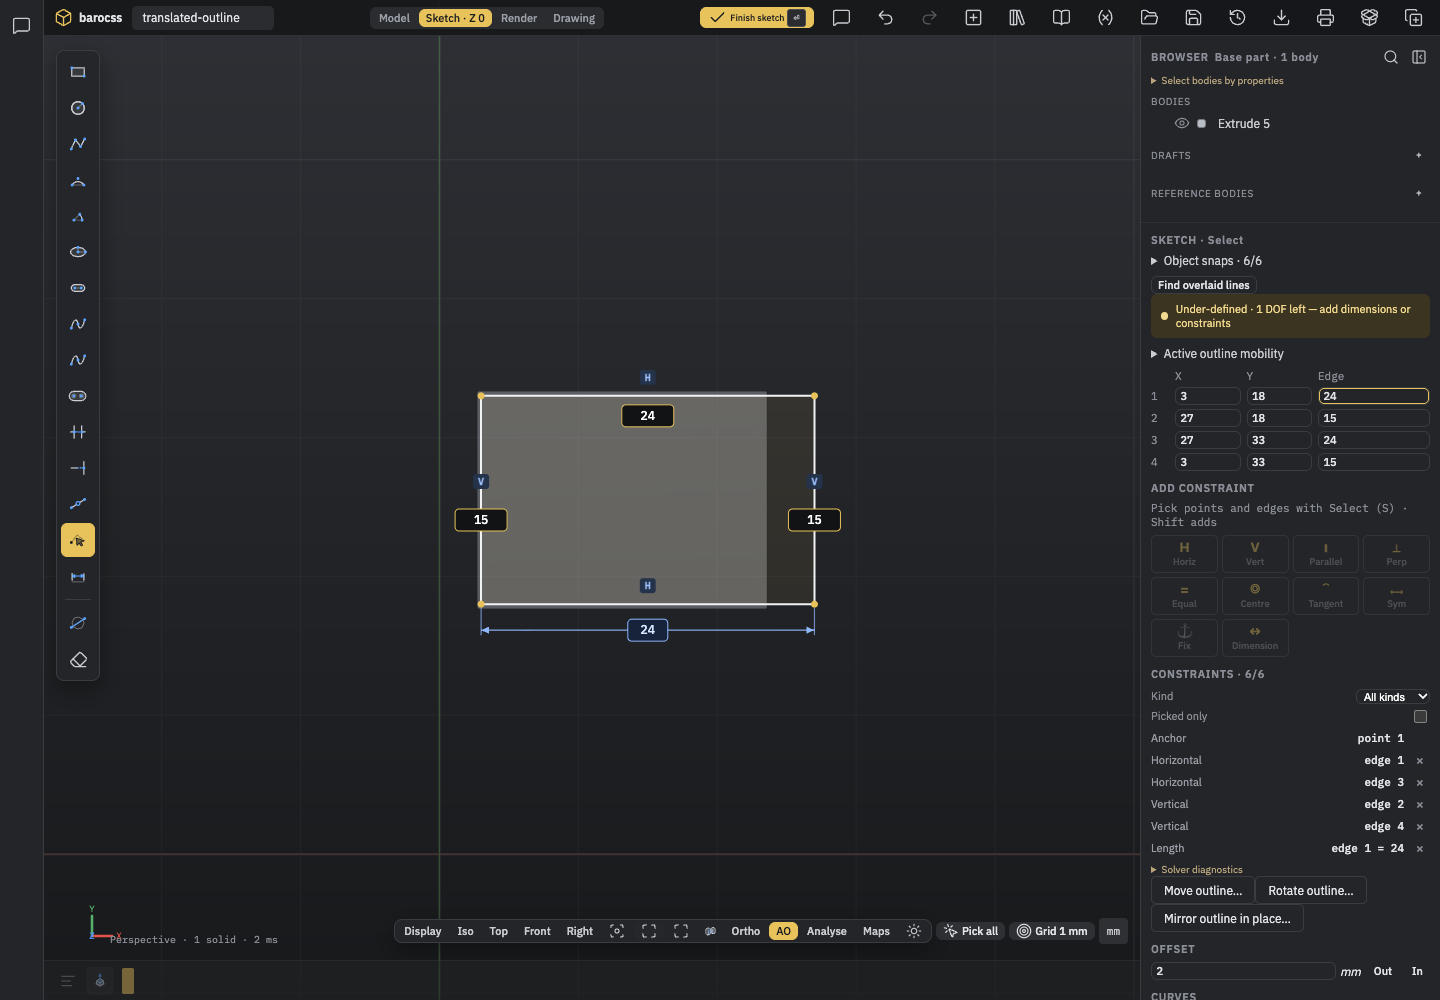 barocss
translated-outline
Model
Sketch · Z 0
Render
Drawing
Finish sketch
BROWSER Base part · 1 body
Select bodies by properties
BODIES
Extrude 5
DRAFTS
+
REFERENCE BODIES
+
SKETCH · Select
Object snaps · 6/6
Find overlaid lines
Under-defined · 1 DOF left — add dimensions or
constraints
Active outline mobility
X Y Edge
1 3 18 24
2 27 18 15
3 27 33 24
4 3 33 15
ADD CONSTRAINT
Pick points and edges with Select (S) ·
Shift adds
H V
Horiz Vert Parallel Perp
Equal Centre Tangent Sym
Fix Dimension
CONSTRAINTS · 6/6
Kind All kinds
Picked only
Anchor point 1
Horizontal edge 1 ×
Horizontal edge 3 ×
Vertical edge 2 ×
Vertical edge 4 ×
Length edge 1 = 24 ×
Solver diagnostics
Move outline... Rotate outline...
Mirror outline in place...
OFFSET
2 mm Out In
CURVES
H
24
V V
15 15
H
24
Y
Z X
Perspective · 1 solid · 2 ms
Display Iso Top Front Right Ortho AO Analyse Maps Pick all Grid 1 mm mm